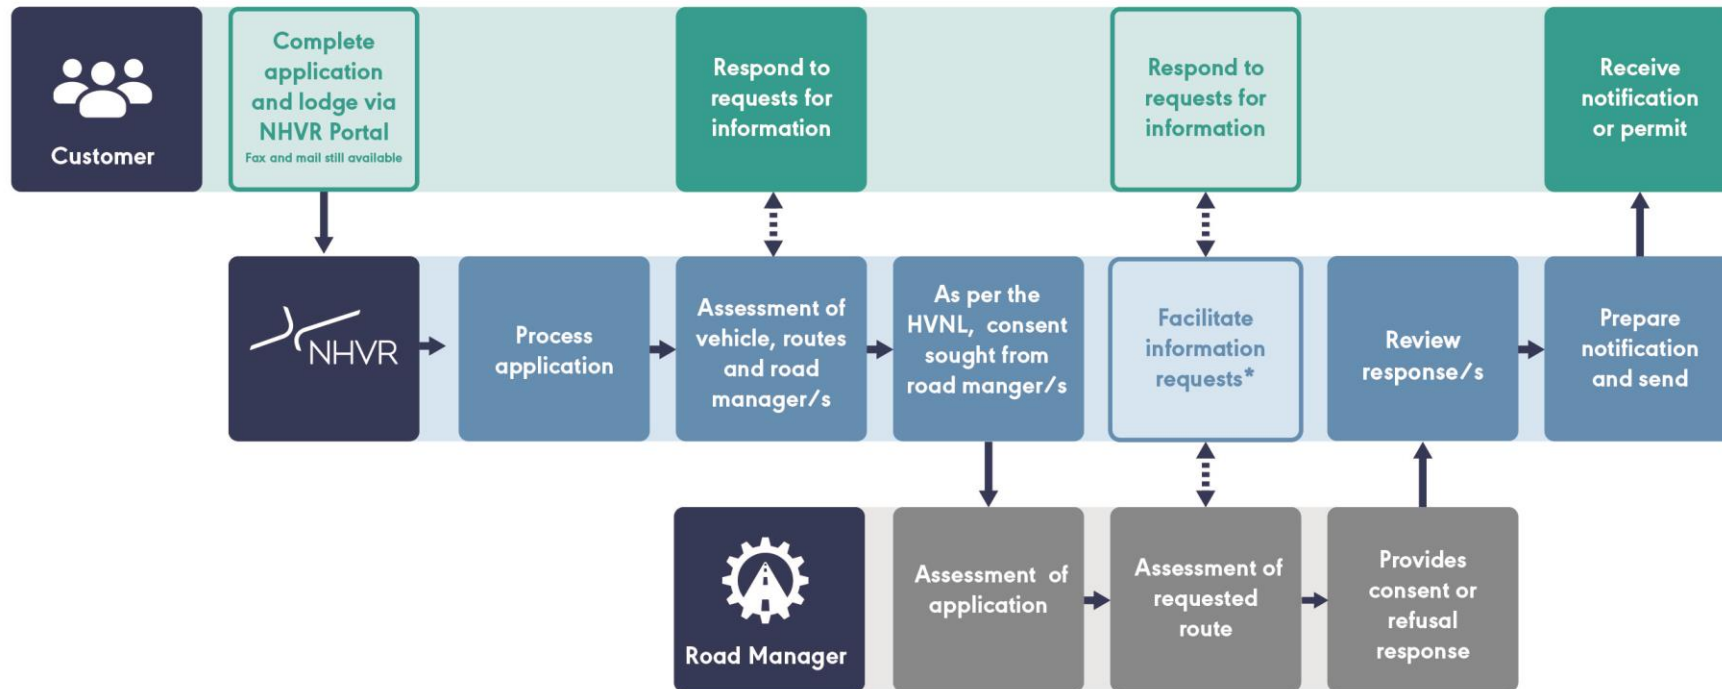 Customer
Complete
application
and lodge via
NHVR Portal
Fax and mail still available
Respond to
requests for
information
Respond to
requests for
information
Receive
notification
or permit
NHVR
Process
application
Assessment of
vehicle, routes
and road
manager/s
As per the
HVNL, consent
sought from
road manger/s
Facilitate
information
requests*
Review
response/s
Prepare
notification
and send
Road Manager
Assessment of
application
Assessment of
requested
route
Provides
consent or
refusal
response